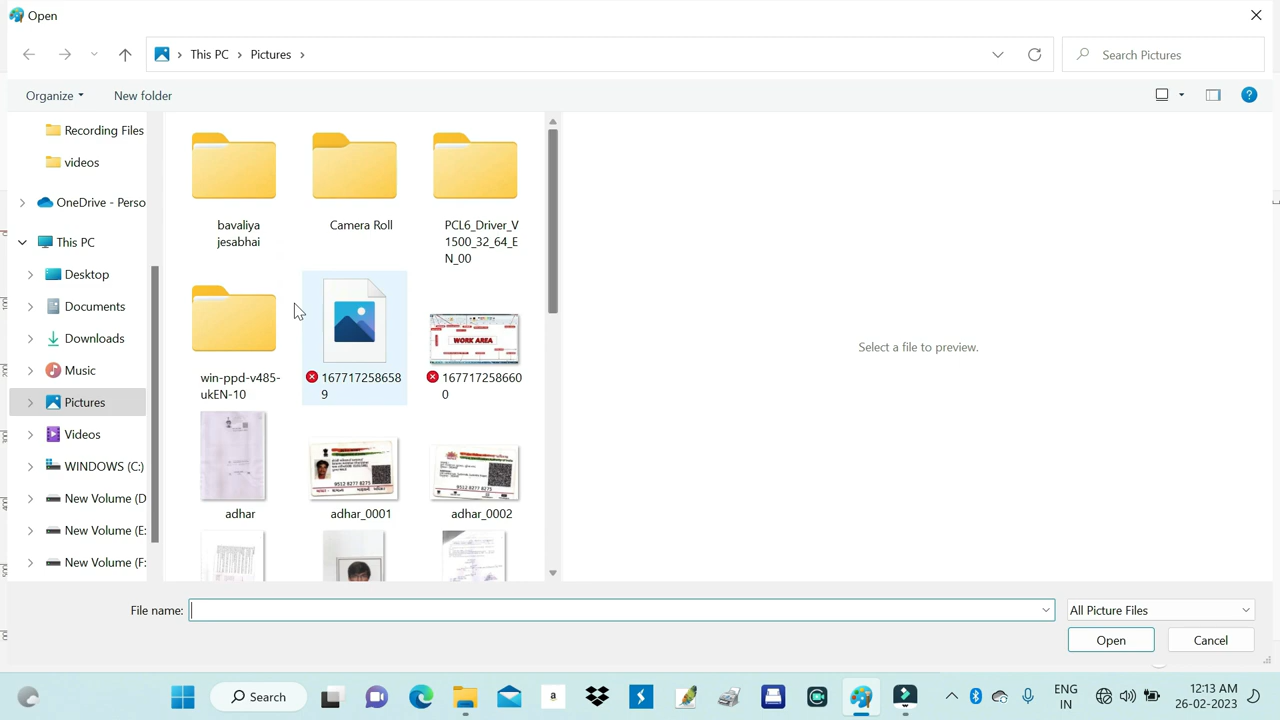 Open
This PC
Pictures
Search Pictures
Organize
New folder
Recording Files
videos
OneDrive - Perso
This PC
Desktop
Documents
Downloads
Music
Pictures
Videos
WINDOWS (C:)
New Volume (D
New Volume (E:
New Volume (F:
bavaliya
jesabhai
Camera Roll
PCL6_Driver_V
1500_32_64_E
N_00
win-ppd-v485-
ukEN-10
167717258658
9
WORK AREA
167717258660
0
adhar
adhar_0001
adhar_0002
Select a file to preview.
File name:
All Picture Files
Open
Cancel
Search
ENG
IN
12:13 AM
26-02-2023